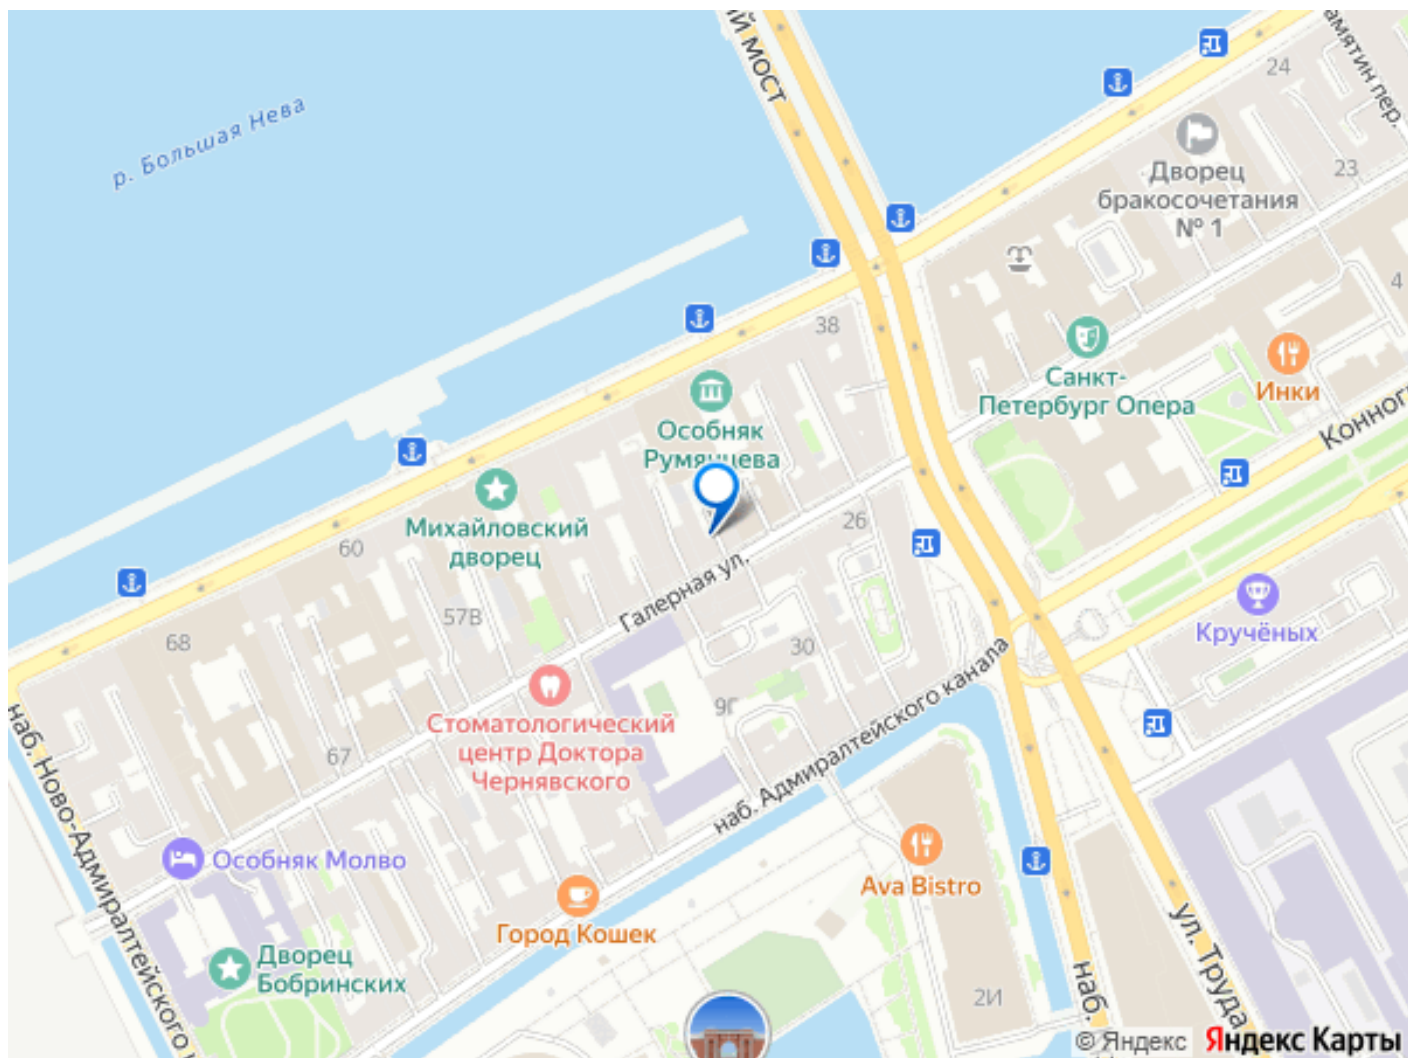 ий мост
р. Большая Нева
амятин пер.
24
Дворец
бракосочетания
№ 1
23
4
38
Санкт-
Петербург Опера
Инки
Конног
Особняк
Румянцева
Михайловский
дворец
60
26
Галерная ул.
57В
68
30
Кручёных
9Г
Стоматологический
центр Доктора
Чернявского
67
наб. Адмиралтейского канала
наб. Ново-Адмиралтейского к
Особняк Молво
Ava Bistro
Город Кошек
Дворец
Бобринских
2И
наб.
ул. Труда
© Яндекс Яндекс Карты